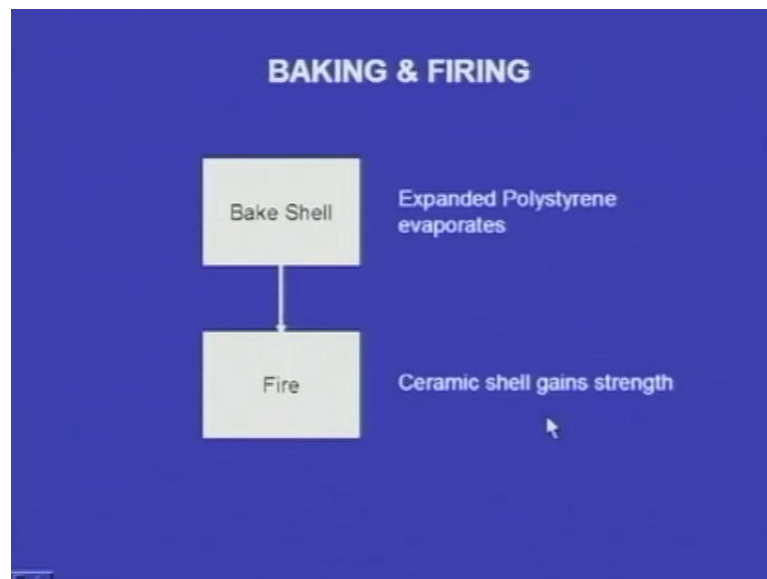 BAKING & FIRING
Bake Shell
Expanded Polystyrene
evaporates
Fire
Ceramic shell gains strength